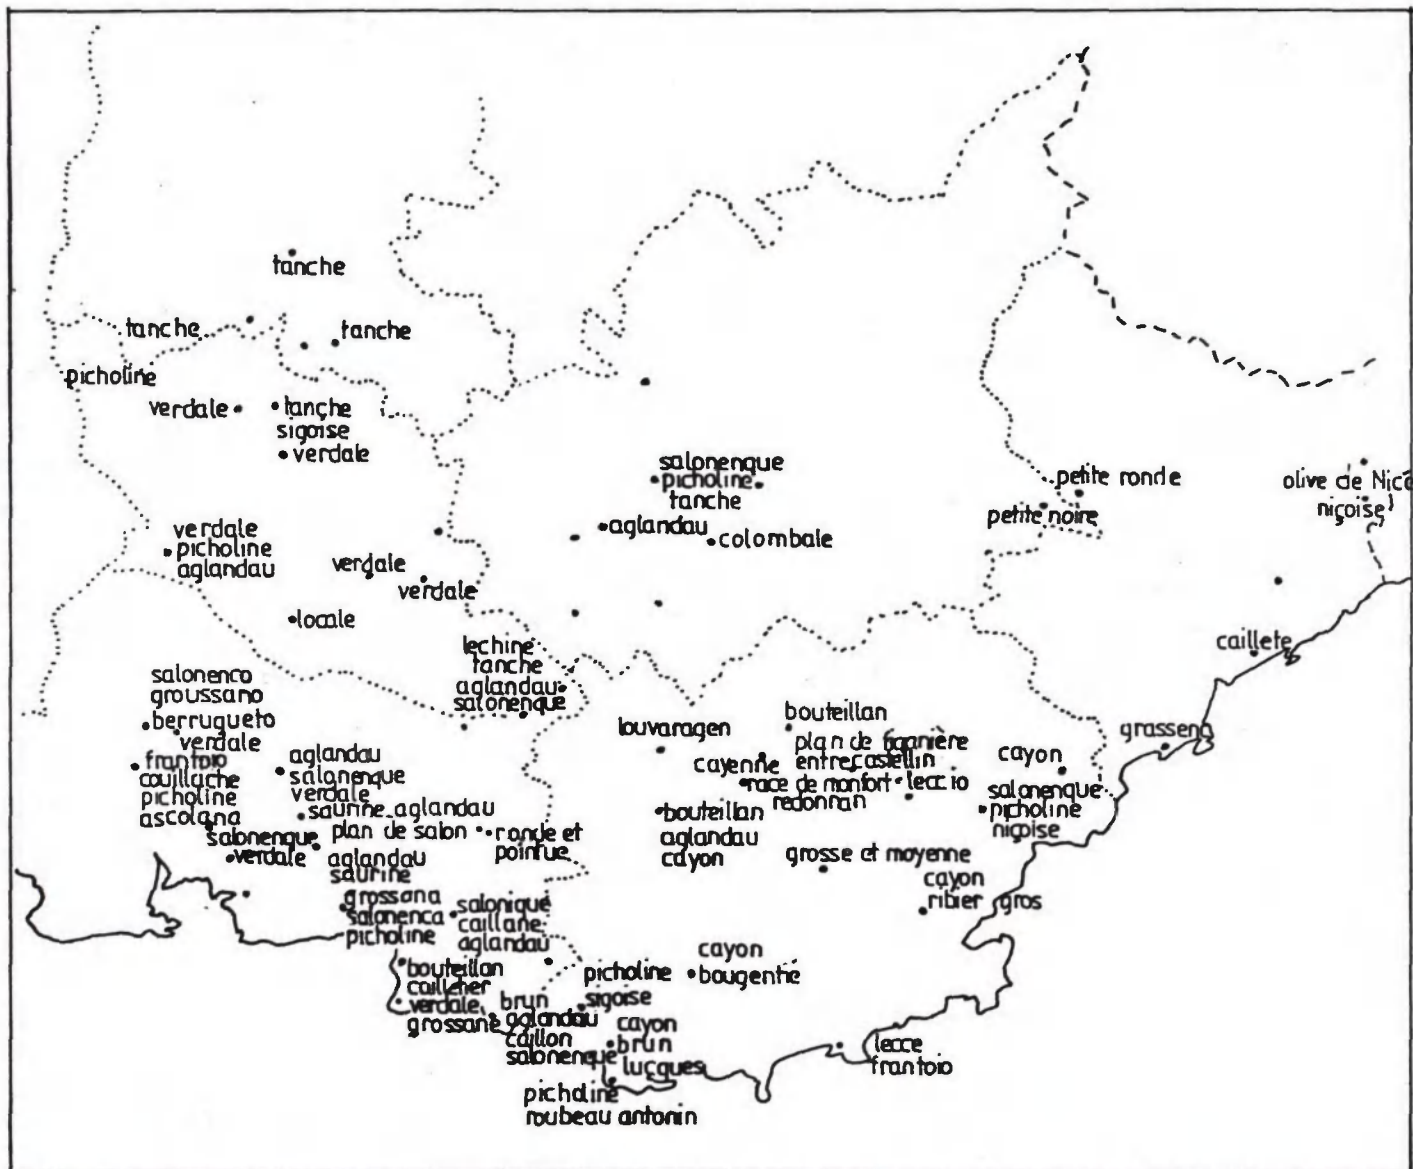 tanche
tanche
tanche
picholine
verdale
tanche
sigoise
verdale
salonenque
picholine
tanche
aglandau
colombale
petite ronde
petite noire
olive de Nice
niçoise
verdale
picholine
aglandau
verdale
verdale
locale
lechine
tanche
aglandau
salonenque
caillete
salonenco
groussano
berrugueto
verdale
frantoio
couillache
picholine
ascolana
aglandau
salonenque
verdale
saurine aglandau
plan de salon
ronde et
pointue
salonenque
verdale
aglandau
saurine
grossana
salonenca
picholine
salonique
caillane
aglandau
louvaragen
bouteillan
plan de figanière
cayenne
entrecastellin
race de monfort
leccio
redonnan
bouteillan
aglandau
cayon
grosse et moyenne
cayon
salonenque
picholine
niçoise
grassena
cayon
ribier gros
cayon
bougentié
bouteillan
cailleher
verdale
grossane
brun
aglandau
caillon
salonenque
picholine
sigoise
cayon
brun
lucques
picholine
roubeau antonin
lecce
frantoio